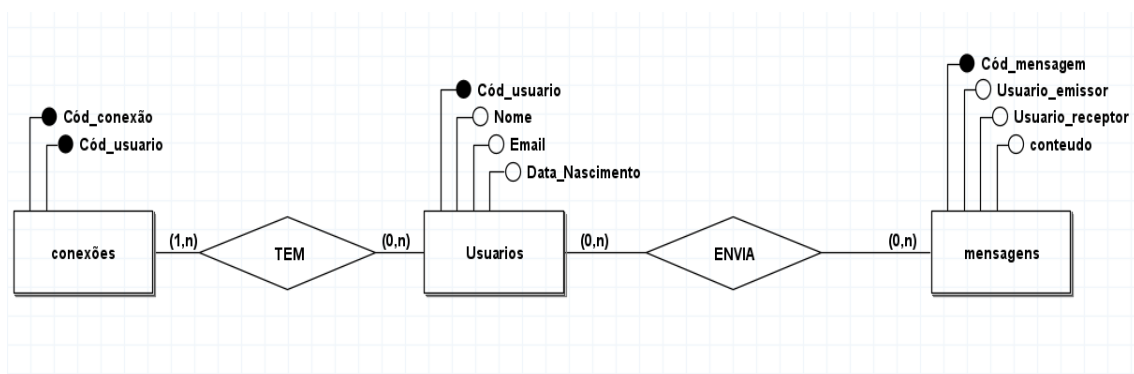 Cód_conexão
Cód_usuario
conexões
(1,n)
TEM
(0,n)
Cód_usuario
Nome
Email
Data_Nascimento
Usuarios
(0,n)
ENVIA
(0,n)
Cód_mensagem
Usuario_emissor
Usuario_receptor
conteudo
mensagens